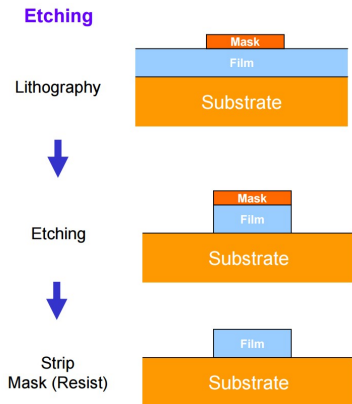 Etching
Mask
Film
Lithography
Substrate
Mask
Film
Etching
Substrate
Film
Strip
Mask (Resist)
Substrate